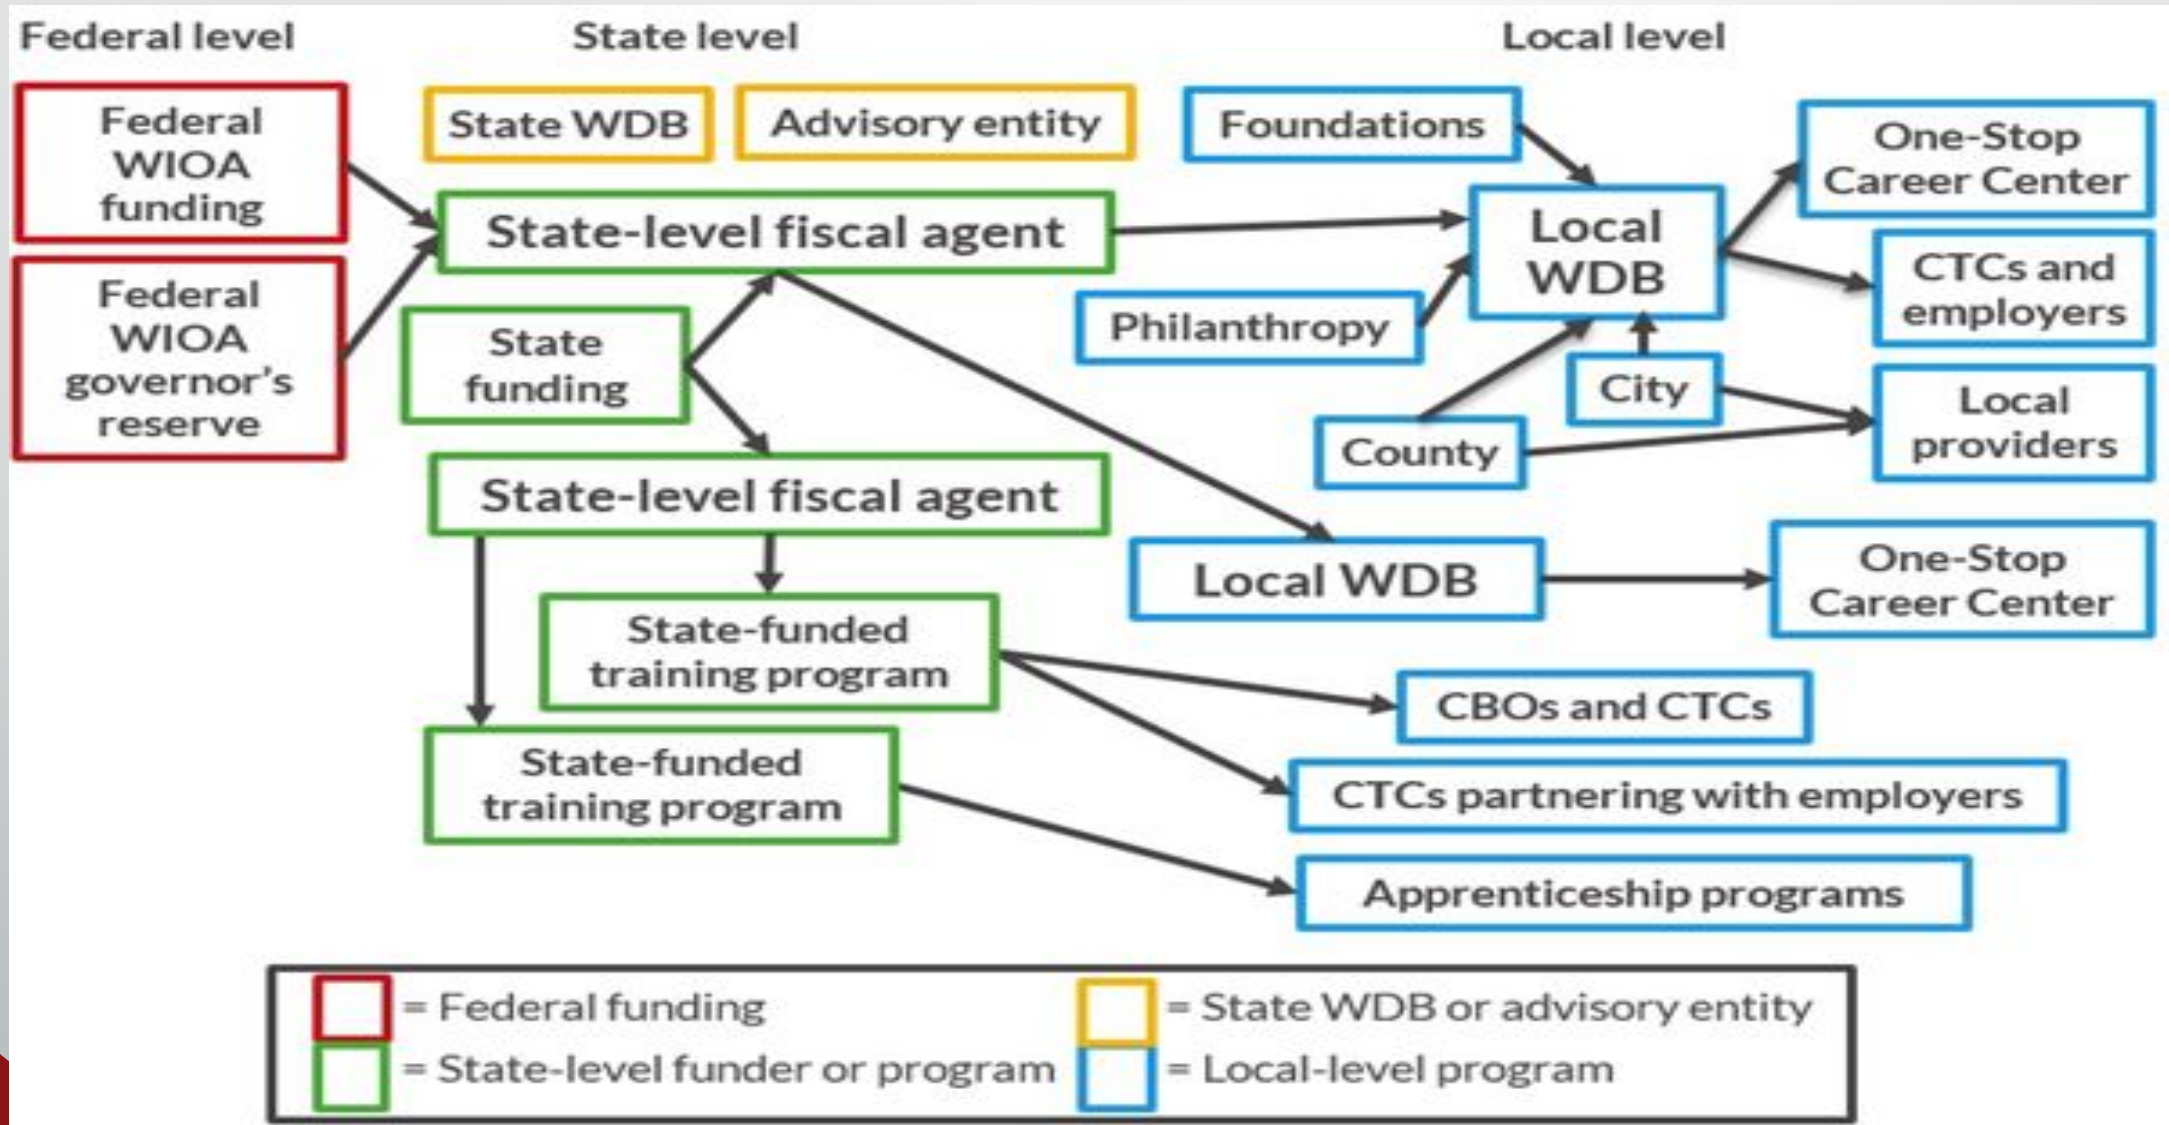 Federal level
State level
Local level
Federal
WIOA
funding
State WDB
Advisory entity
Foundations
One-Stop
Career Center
State-level fiscal agent
Local
WDB
CTCs and
employers
Federal
WIOA
governor's
reserve
State
funding
Philanthropy
City
Local
providers
County
State-level fiscal agent
Local WDB
One-Stop
Career Center
State-funded
training program
CBOs and CTCs
State-funded
training program
CTCs partnering with employers
Apprenticeship programs
= Federal funding
= State WDB or advisory entity
= State-level funder or program
= Local-level program